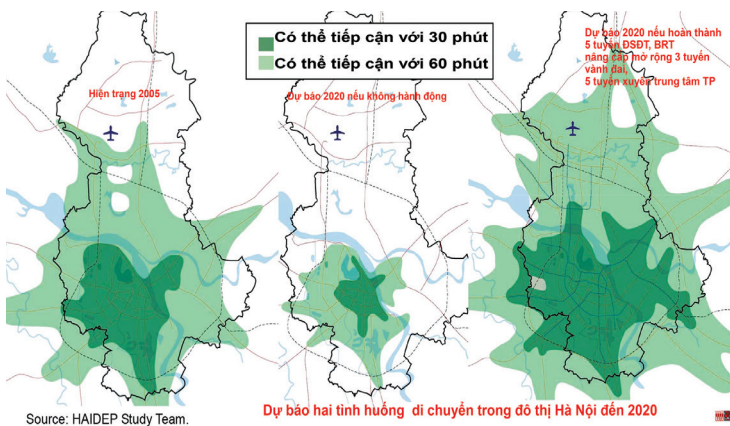 Có thể tiếp cận với 30 phút
Có thể tiếp cận với 60 phút
Hiện trạng 2005
Dự báo 2020 nếu không hành động
Dự báo 2020 nếu hoàn thành
5 tuyến ĐSĐT, BRT
nâng cấp mở rộng 3 tuyến
vành đai,
5 tuyến xuyên trung tâm TP
Dự báo hai tình huống di chuyển trong đô thị Hà Nội đến 2020
Source: HAIDEP Study Team.